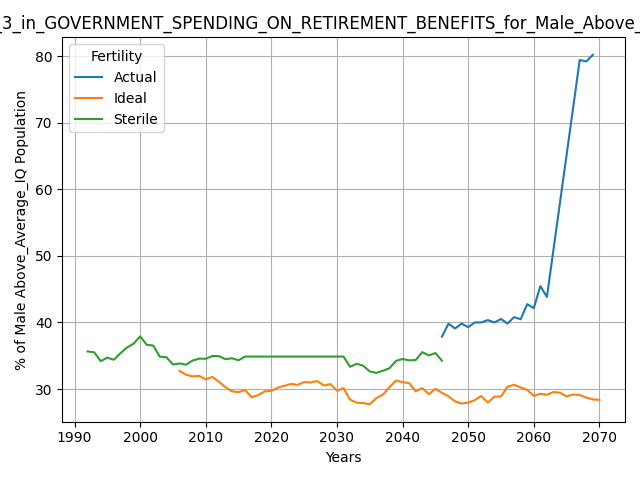 _3_in_GOVERNMENT_SPENDING_ON_RETIREMENT_BENEFITS_for_Male_Above_
Fertility
Actual
Ideal
Sterile
% of Male Above_Average_IQ Population
80
70
60
50
40
30
1990 2000 2010 2020 2030 2040 2050 2060 2070
Years